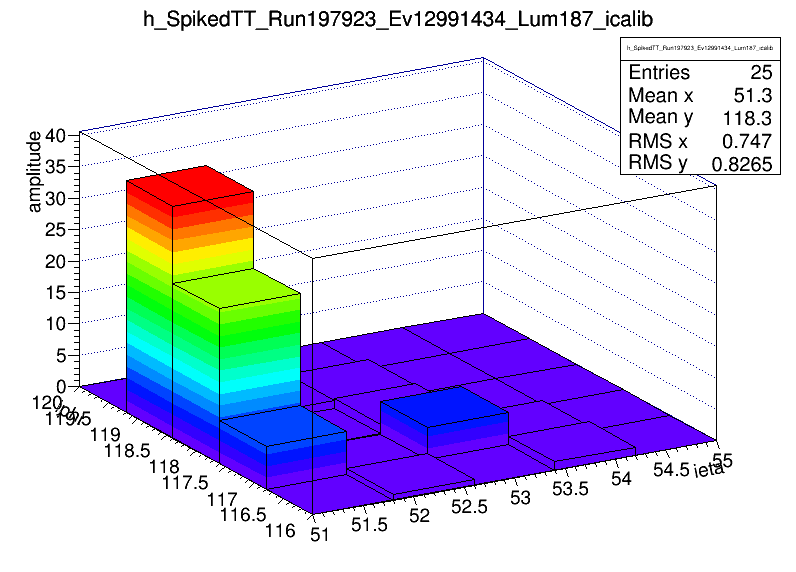 h_SpikedTT_Run197923_Ev12991434_Lum187_icalib
h_SpikedTT_Run197923_Ev12991434_Lum187_icalib
Entries 25
Mean x 51.3
Mean y 118.3
RMS x 0.747
RMS y 0.8265
amplitude
40
35
30
25
20
15
10
5
0
120
119.5
iphi
119
118.5
118
117.5
117
116.5
116
51
51.5
52
52.5
53
53.5
54
54.5
55
ieta